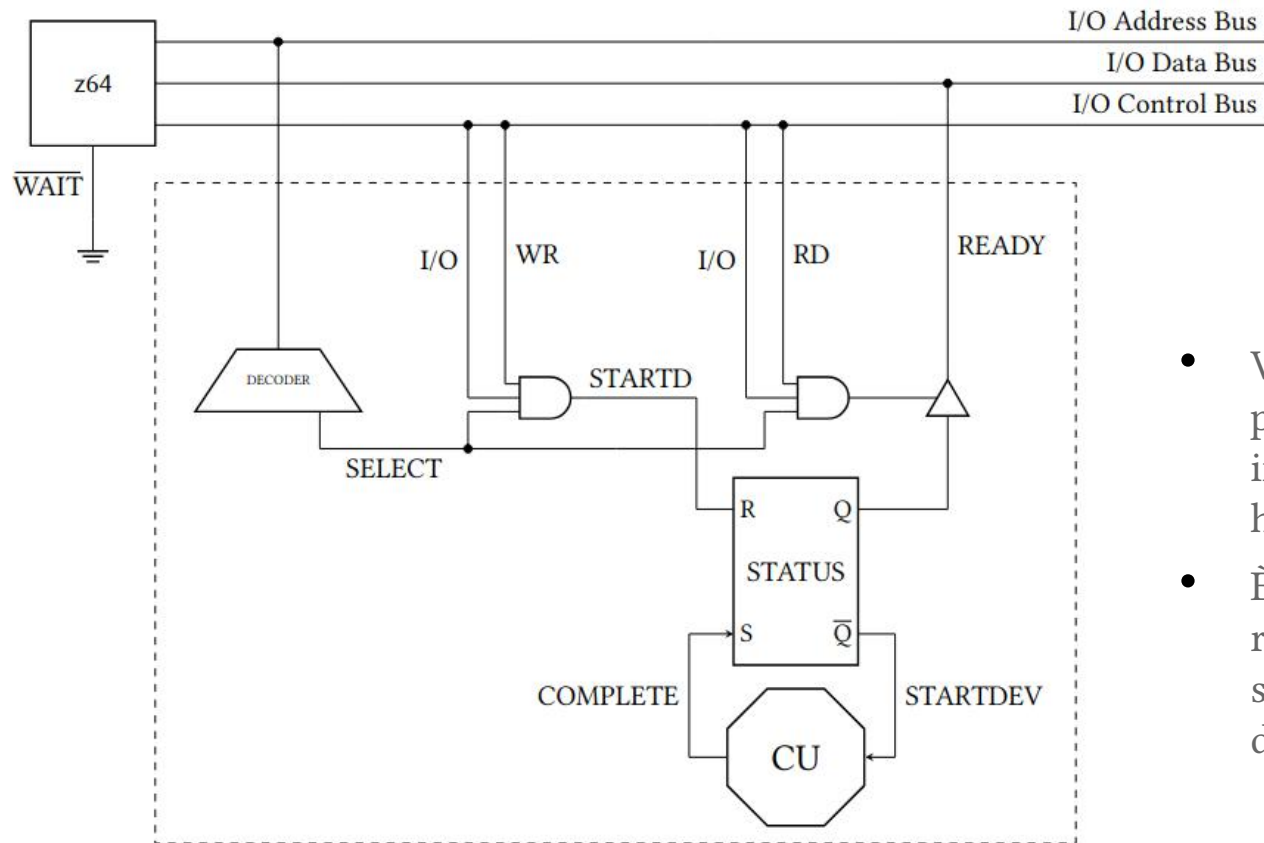 I/O Address Bus
I/O Data Bus
I/O Control Bus
z64
WAIT
I/O
WR
I/O
RD
READY
DECODER
STARTD
SELECT
R
Q
STATUS
S
Q
COMPLETE
STARTDEV
CU